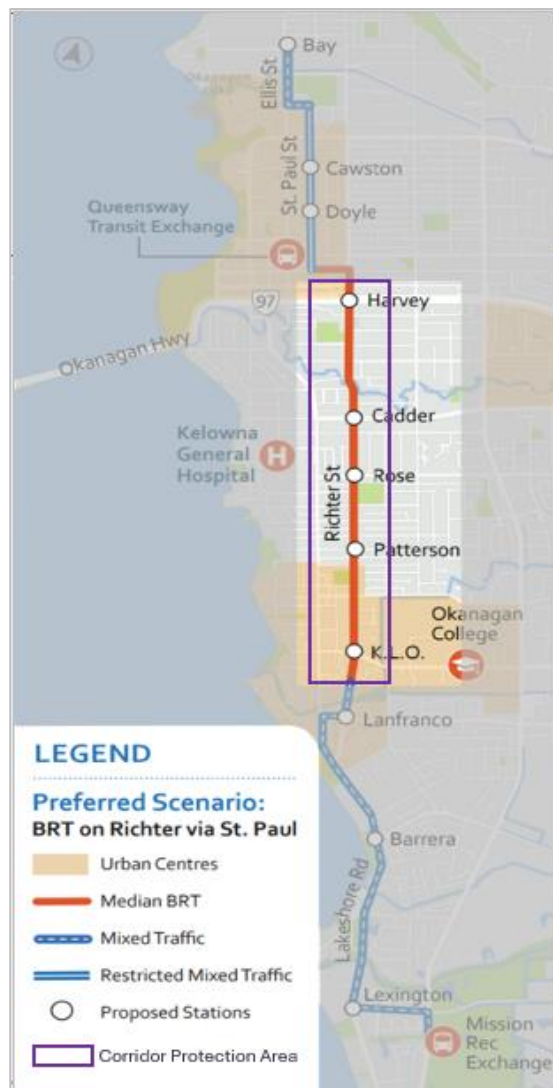 Bay
Ellis St
St. Paul St
Cawston
Doyle
Queensway
Transit Exchange
97
Harvey
Okanagan Hwy
Cadder
Kelowna
General
Hospital
H
Rose
Richter St
Patterson
Okanagan
College
K.L.O.
Lanfranco
Barrera
Lakeshore Rd
Lexington
Mission
Rec
Exchange
LEGEND
Preferred Scenario:
BRT on Richter via St. Paul
Urban Centres
Median BRT
Mixed Traffic
Restricted Mixed Traffic
Proposed Stations
Corridor Protection Area